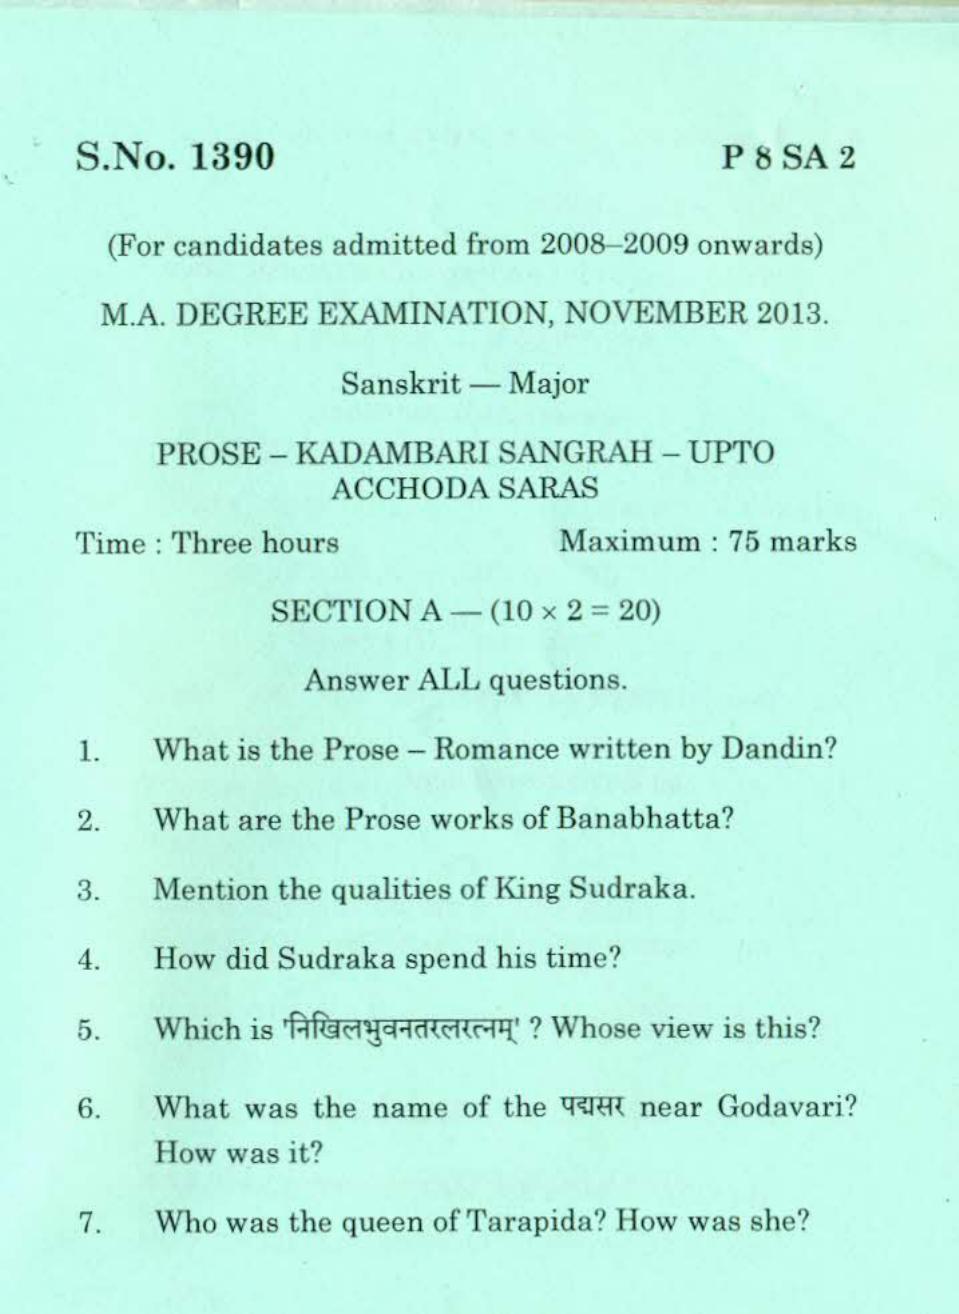 S.No. 1390 P 8 SA 2
(For candidates admitted from 2008–2009 onwards)
M.A. DEGREE EXAMINATION, NOVEMBER 2013.
Sanskrit — Major
PROSE – KADAMBARI SANGRAH – UPTO
ACCHODA SARAS
Time : Three hours Maximum : 75 marks
SECTION A — (10 × 2 = 20)
Answer ALL questions.
1. What is the Prose – Romance written by Dandin?
2. What are the Prose works of Banabhatta?
3. Mention the qualities of King Sudraka.
4. How did Sudraka spend his time?
5. Which is 'निखिलभुवनतरलरत्नम्' ? Whose view is this?
6. What was the name of the पद्मसर near Godavari?
How was it?
7. Who was the queen of Tarapida? How was she?